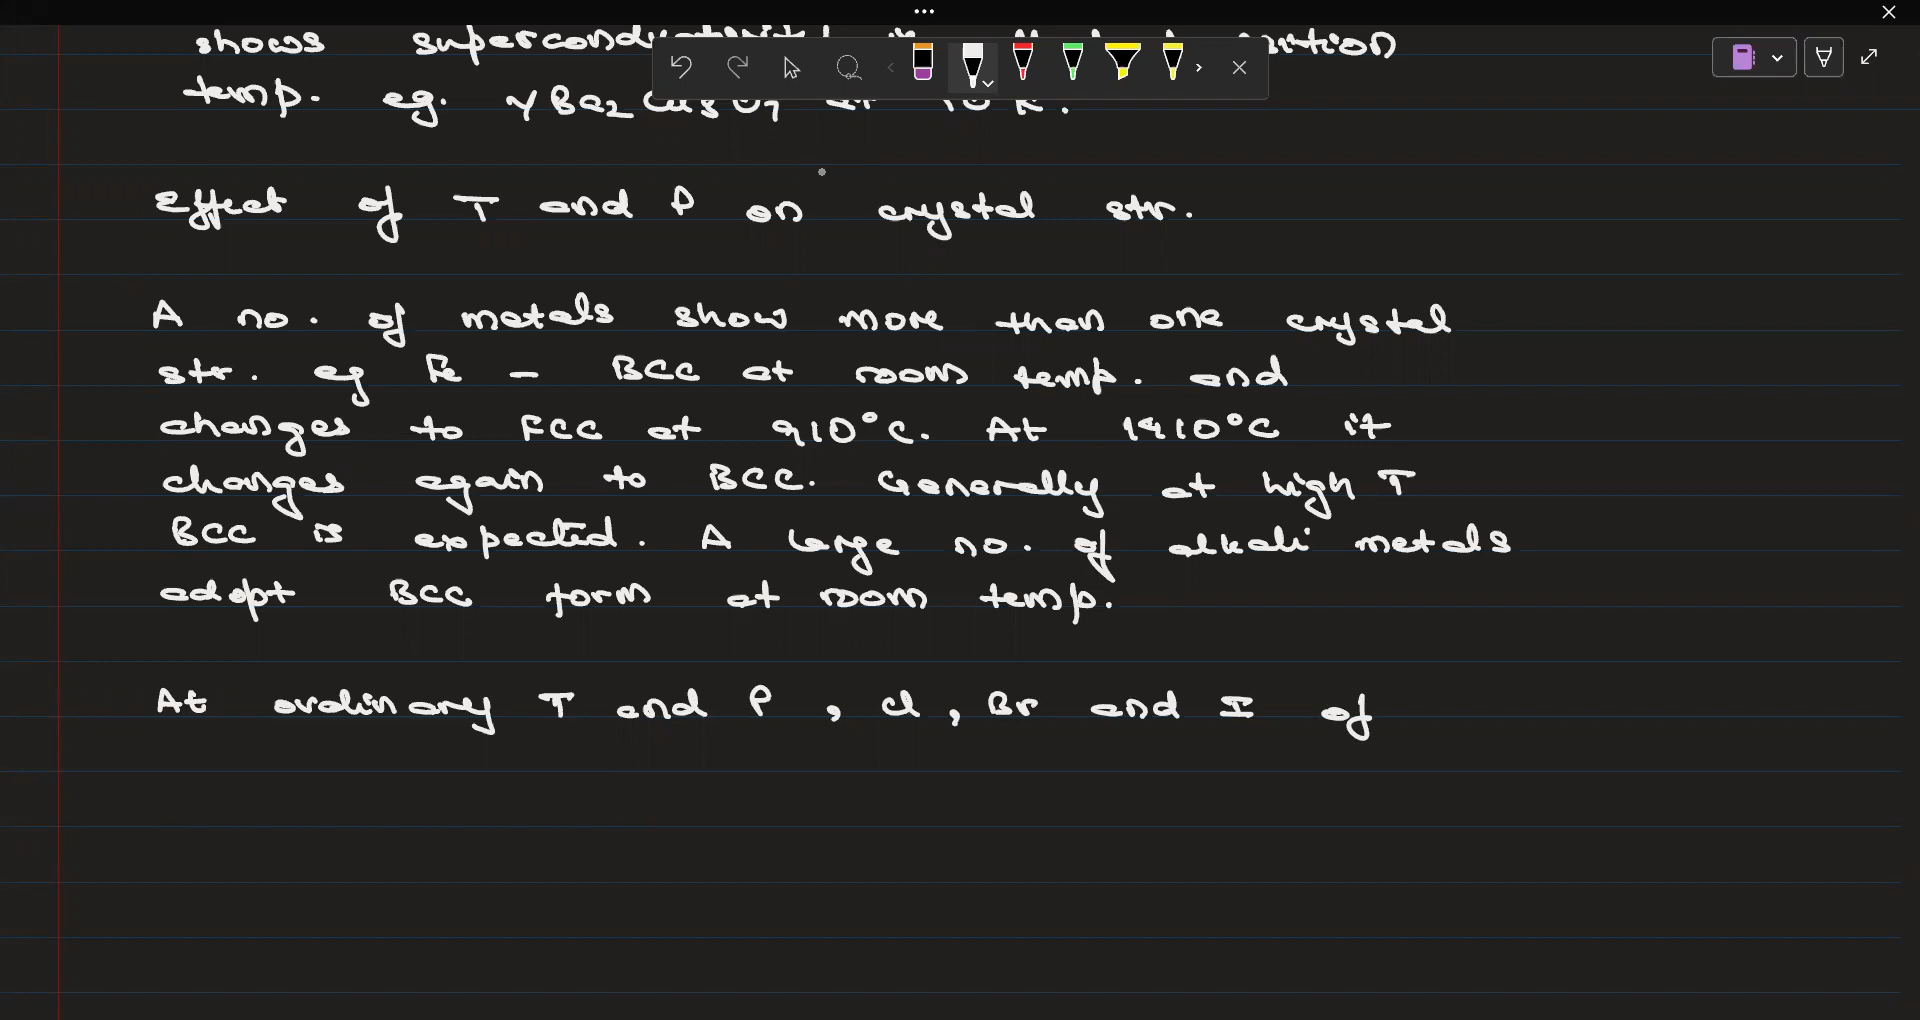 shows
temp. eg. YBa2Cu3O7 at 90 K.
Effect of T and P on crystal str.
A no. of metals show more than one crystal
str. eg Fe - BCC at room temp. and
changes to FCC at 910°C. At 1410°C it
changes again to BCC. Generally at high T
BCC is expected. A large no. of alkali metals
adopt BCC form at room temp.
At ordinary T and P, Cl, Br and I of